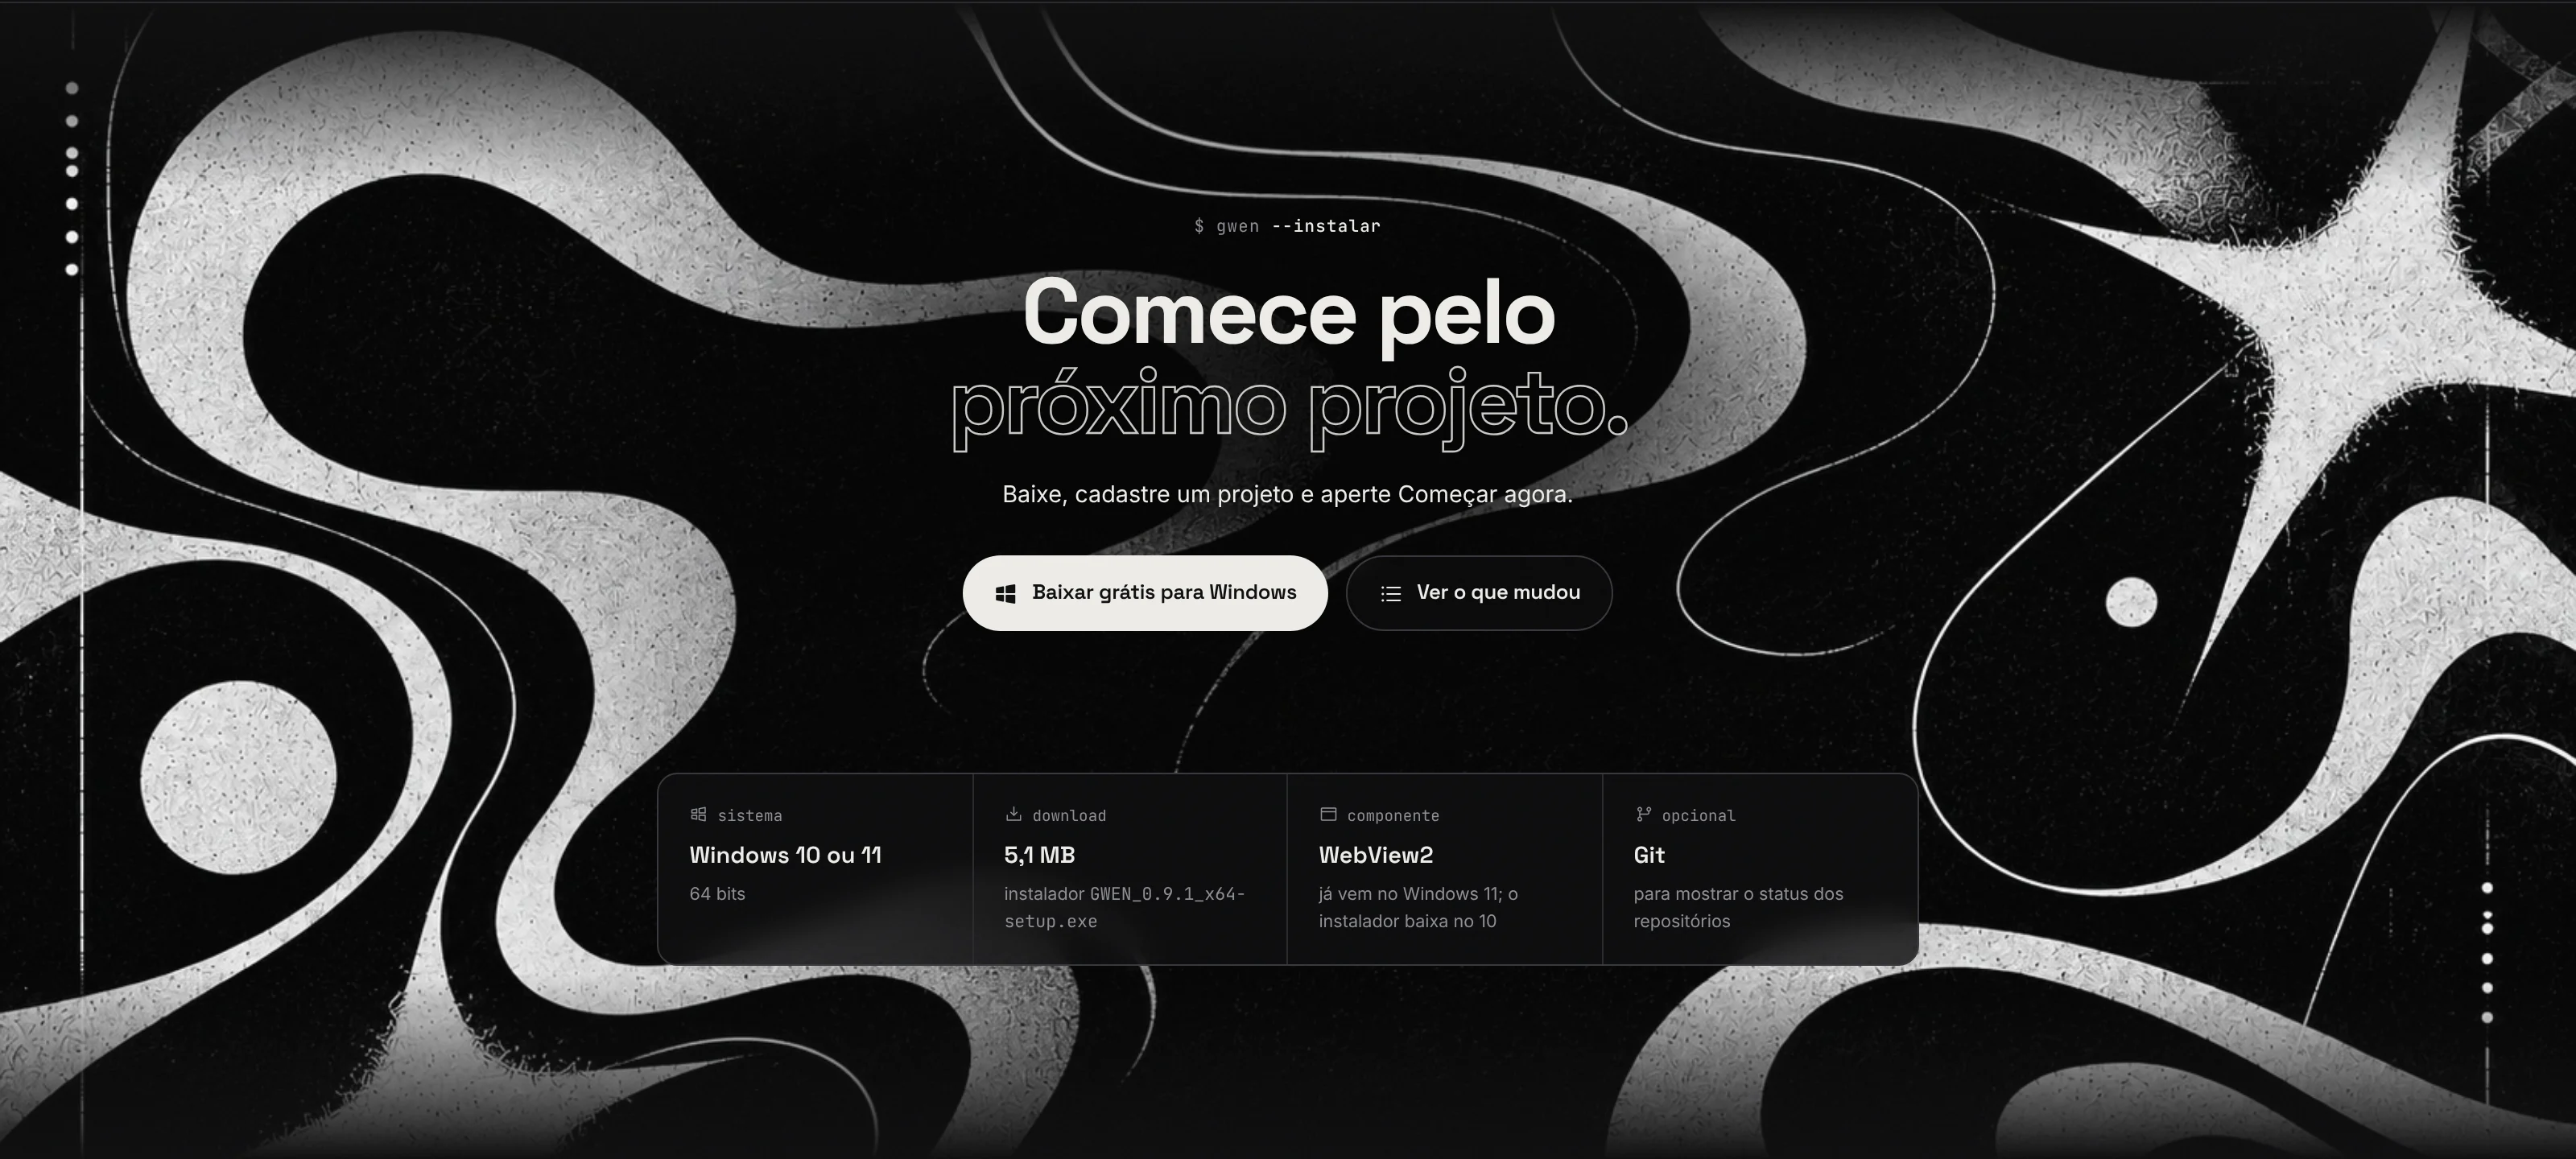 $ gwen --instalar
Comece pelo
próximo projeto.
Baixe, cadastre um projeto e aperte Começar agora.
Baixar grátis para Windows
Ver o que mudou
sistema
Windows 10 ou 11
64 bits
download
5,1 MB
instalador GWEN_0.9.1_x64-
setup.exe
componente
WebView2
já vem no Windows 11; o
instalador baixa no 10
opcional
Git
para mostrar o status dos
repositórios